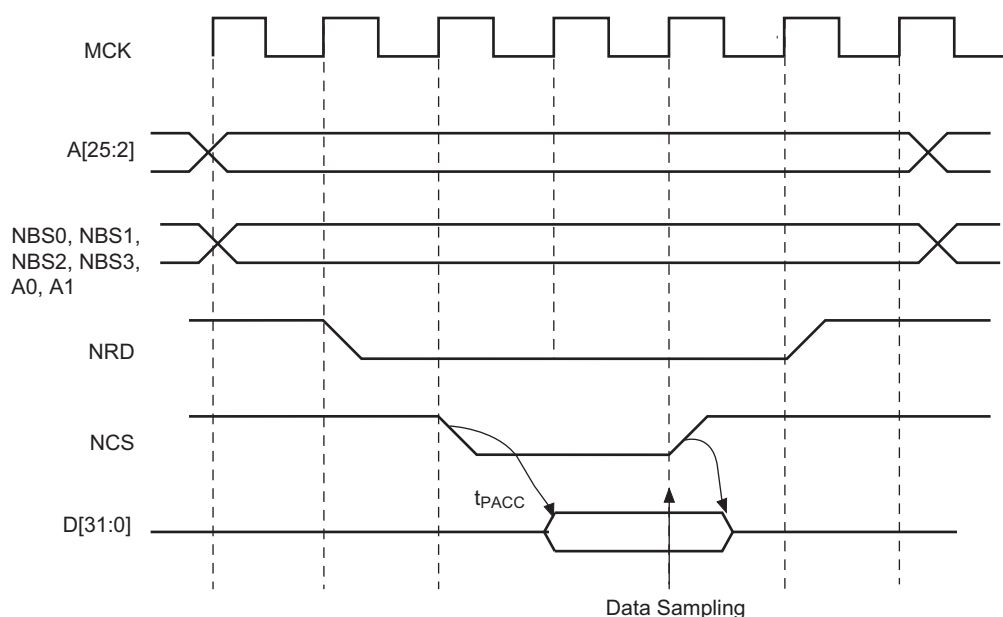 MCK
A[25:2]
NBS0, NBS1,
NBS2, NBS3,
A0, A1
NRD
NCS
tPACC
D[31:0]
Data Sampling